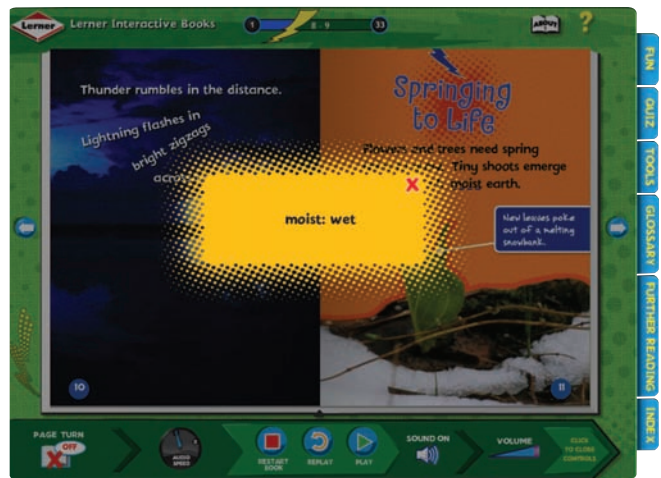 Lerner
Lerner Interactive Books
1
8 - 9
33
ABOUT
?
Thunder rumbles in the distance.
Lightning flashes in
bright zigzags
Springing
to Life
Flowers and trees need spring
Tiny shoots emerge
moist earth.
X
moist: wet
New leaves poke
out of a melting
snowbank.
10
11
FUN
QUIZ
TOOLS
GLOSSARY
FURTHER READING
INDEX
PAGE TURN
OFF
AUDIO
SPEED
RESTART
BOOK
REPLAY
PLAY
SOUND ON
VOLUME
CLICK
TO CLOSE
CONTROLS